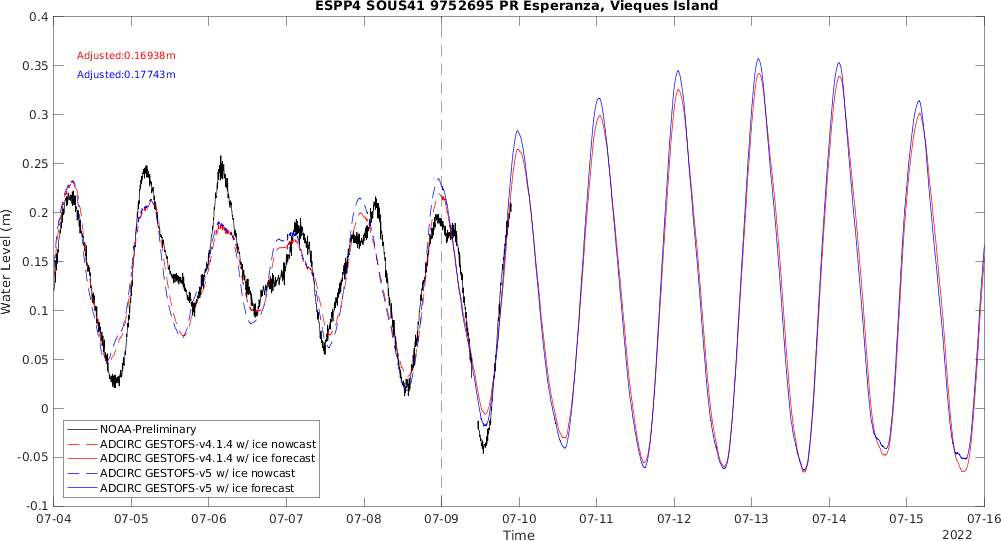 ESPP4 SOUS41 9752695 PR Esperanza, Vieques Island
0.4
0.35
0.3
0.25
0.2
0.15
0.1
0.05
0
-0.05
-0.1
Water Level (m)
Adjusted:0.16938m
Adjusted:0.17743m
NOAA-Preliminary
ADCIRC GESTOFS-v4.1.4 w/ ice nowcast
ADCIRC GESTOFS-v4.1.4 w/ ice forecast
ADCIRC GESTOFS-v5 w/ ice nowcast
ADCIRC GESTOFS-v5 w/ ice forecast
07-04 07-05 07-06 07-07 07-08 07-09 07-10 07-11 07-12 07-13 07-14 07-15 07-16
Time
2022